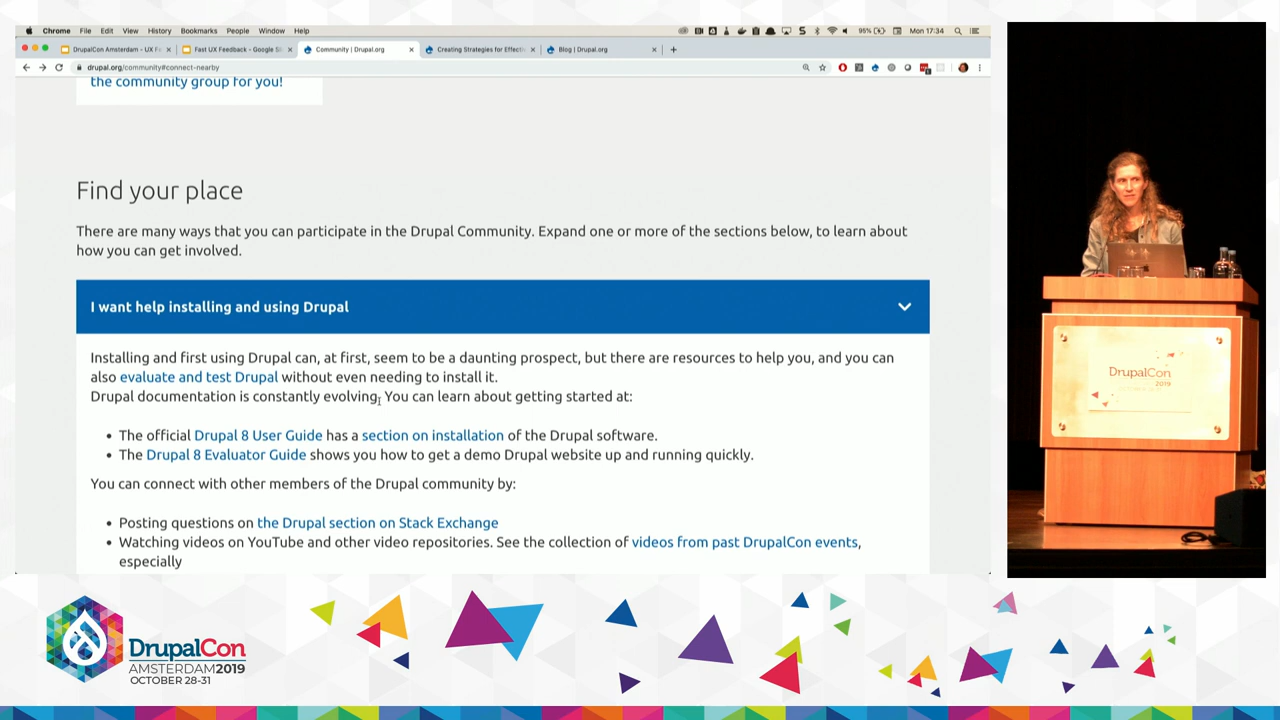 Chrome File Edit View History Bookmarks People Window Help
95% Mon 17:34
DrupalCon Amsterdam - UX F
Fast UX Feedback - Google S
Community | Drupal.org
Creating Strategies for Effecti
Blog | Drupal.org
drupal.org/community#connect-nearby
the community group for you!
Find your place
There are many ways that you can participate in the Drupal Community. Expand one or more of the sections below, to learn about
how you can get involved.
I want help installing and using Drupal
Installing and first using Drupal can, at first, seem to be a daunting prospect, but there are resources to help you, and you can
also evaluate and test Drupal without even needing to install it.
Drupal documentation is constantly evolving. You can learn about getting started at:
• The official Drupal 8 User Guide has a section on installation of the Drupal software.
• The Drupal 8 Evaluator Guide shows you how to get a demo Drupal website up and running quickly.
You can connect with other members of the Drupal community by:
• Posting questions on the Drupal section on Stack Exchange
• Watching videos on YouTube and other video repositories. See the collection of videos from past DrupalCon events,
especially
DrupalCon
2019
DrupalCon
AMSTERDAM2019
OCTOBER 28-31